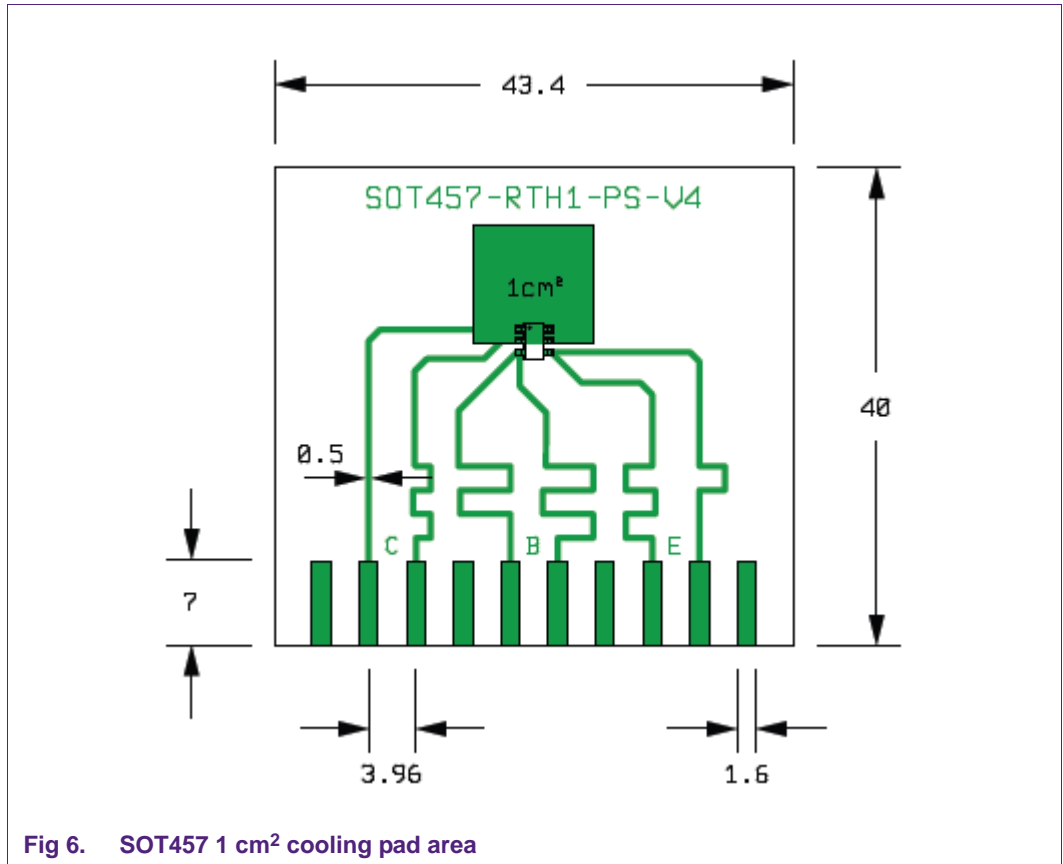 43.4
SOT457-RTH1-PS-V4
1cm²
40
0.5
C B E
7
3.96 1.6
Fig 6. SOT457 1 cm² cooling pad area